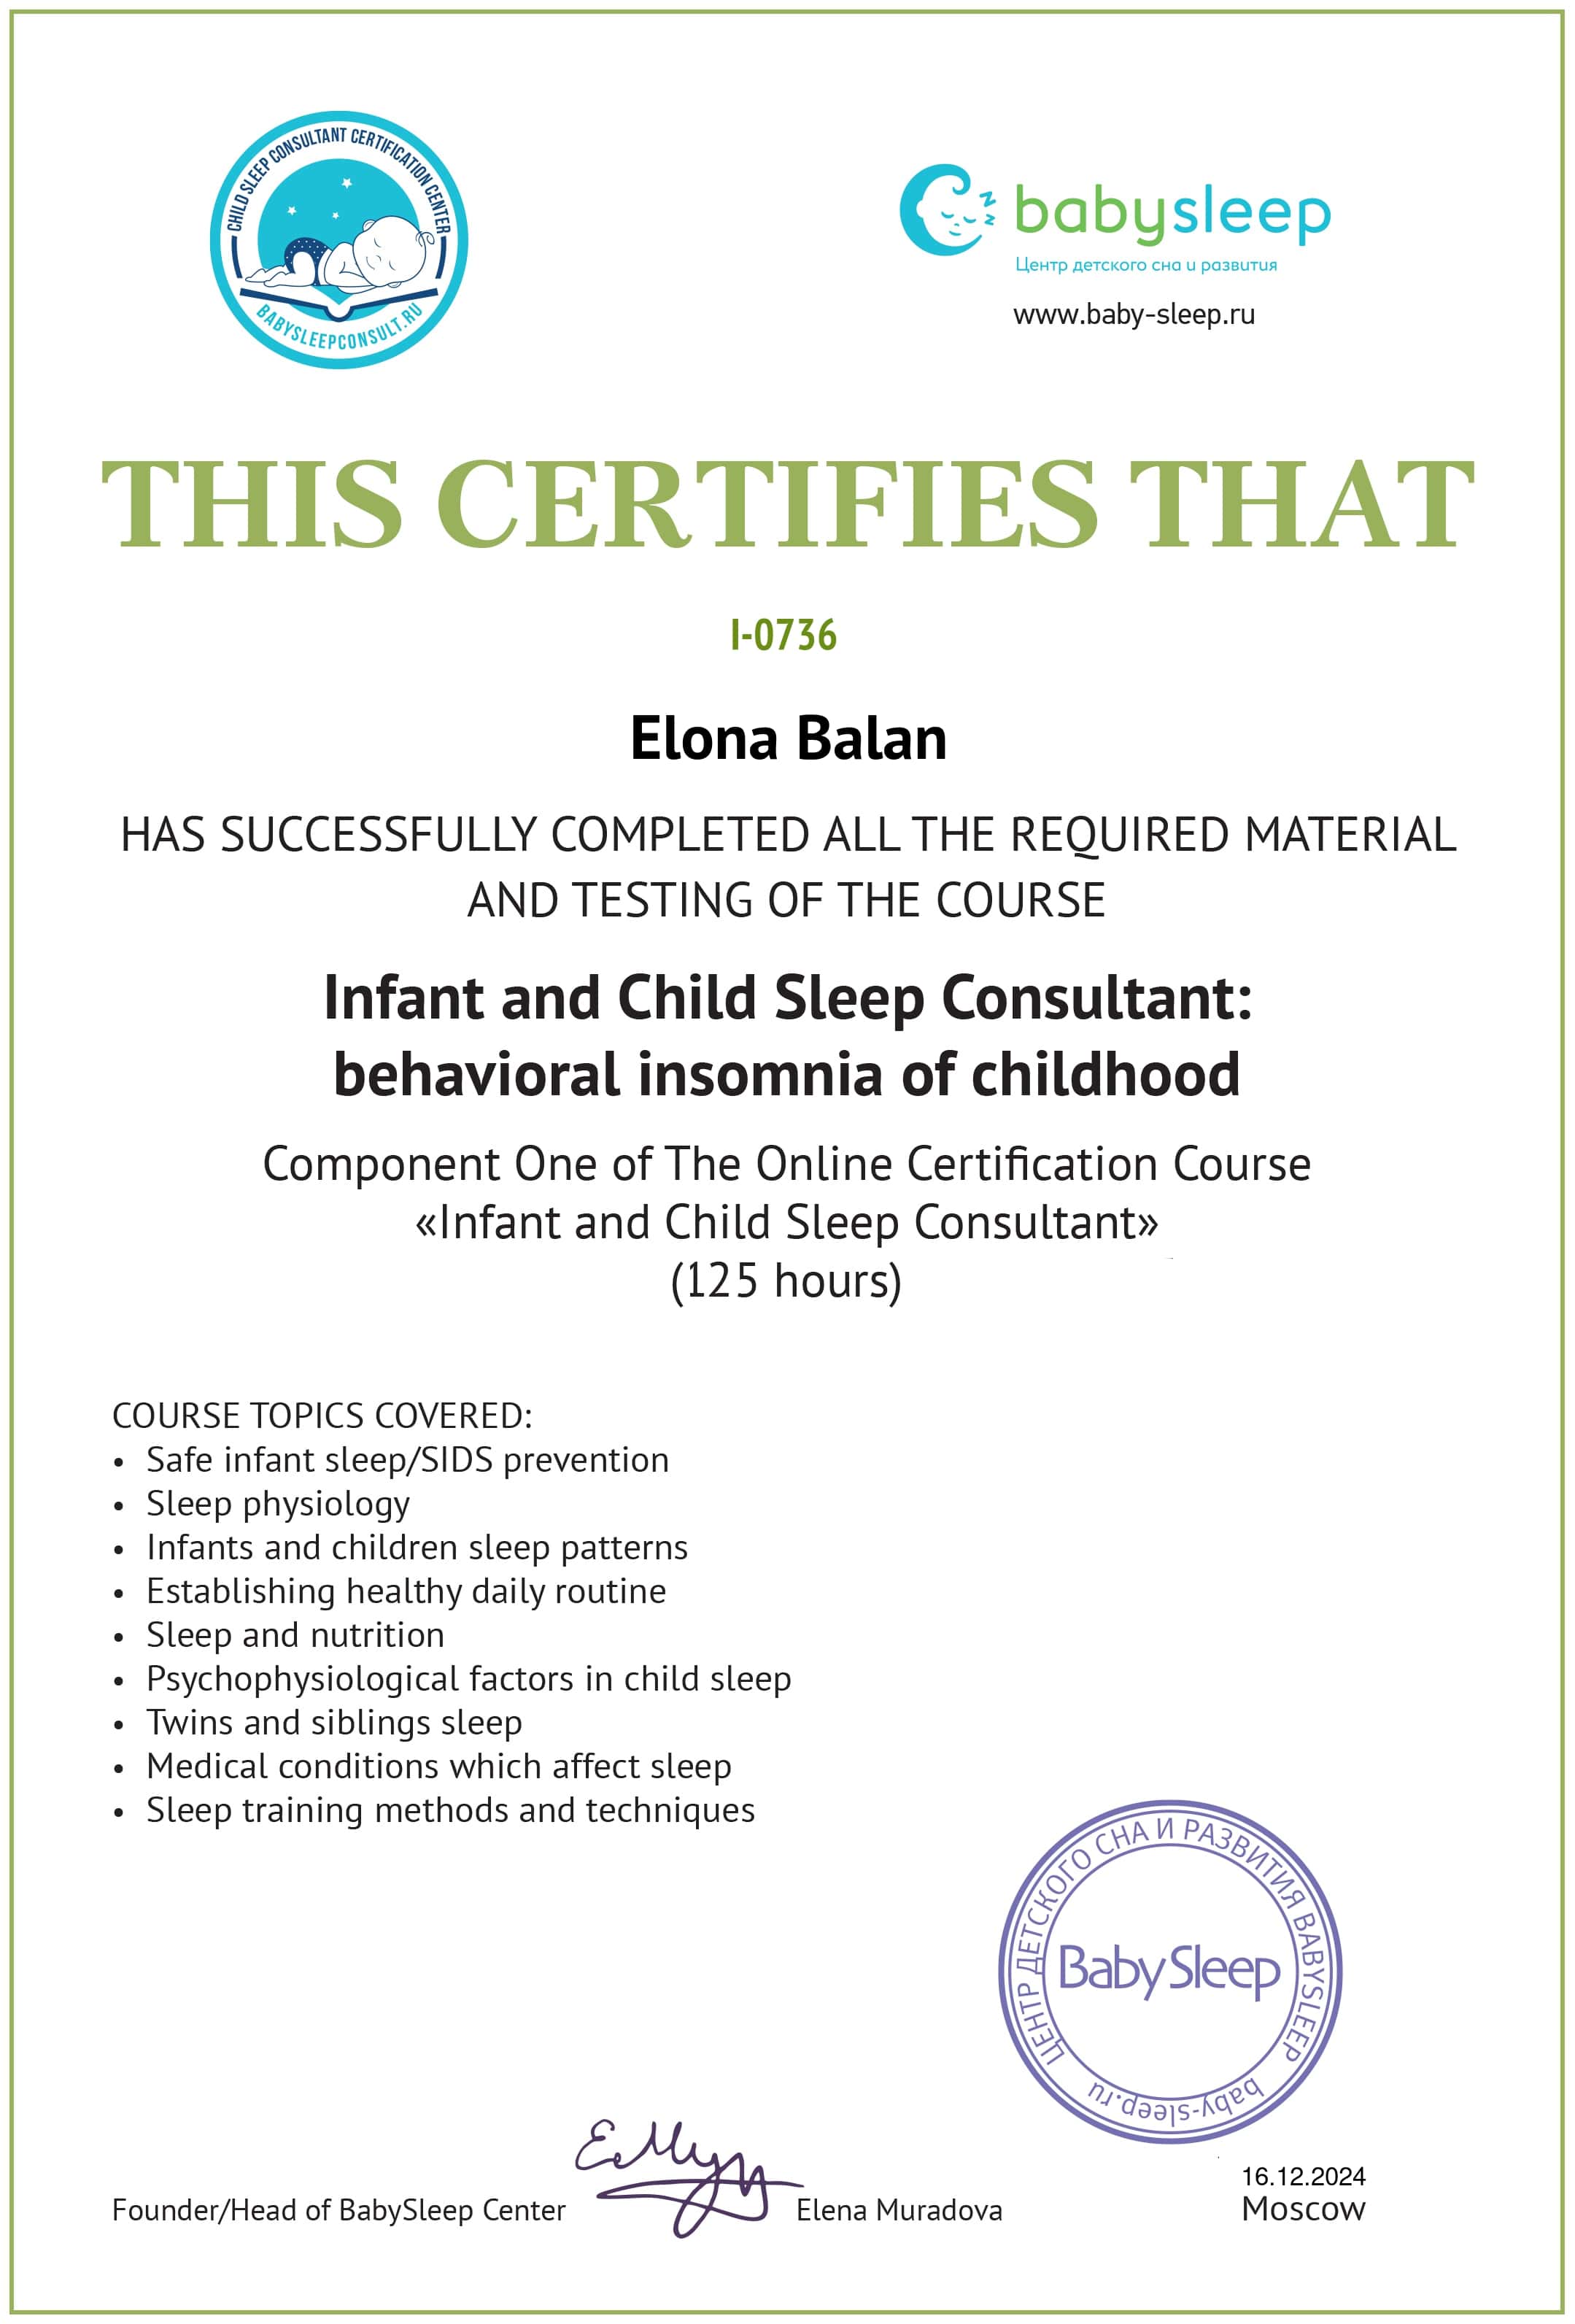 CHILD SLEEP CONSULTANT CERTIFICATION CENTER
BABYSLEEPCONSULT.RU
babysleep
Центр детского сна и развития
www.baby-sleep.ru
THIS CERTIFIES THAT
I-0736
Elona Balan
HAS SUCCESSFULLY COMPLETED ALL THE REQUIRED MATERIAL
AND TESTING OF THE COURSE
Infant and Child Sleep Consultant:
behavioral insomnia of childhood
Component One of The Online Certification Course
«Infant and Child Sleep Consultant»
(125 hours)
COURSE TOPICS COVERED:
• Safe infant sleep/SIDS prevention
• Sleep physiology
• Infants and children sleep patterns
• Establishing healthy daily routine
• Sleep and nutrition
• Psychophysiological factors in child sleep
• Twins and siblings sleep
• Medical conditions which affect sleep
• Sleep training methods and techniques
ЦЕНТР ДЕТСКОГО СНА И РАЗВИТИЯ BABYSLEEP
BabySleep
baby-sleep.ru
Founder/Head of BabySleep Center
Elena Muradova
16.12.2024
Moscow